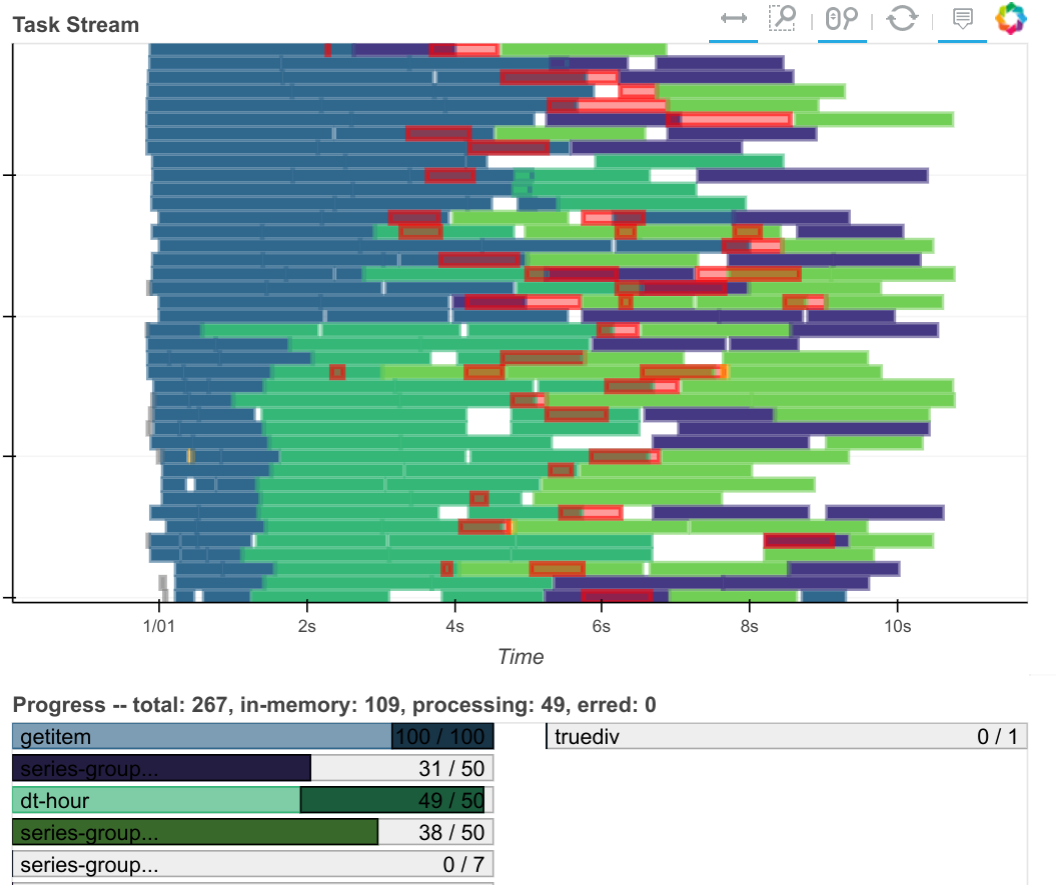 Task Stream
1/01 2s 4s 6s 8s 10s
Time
Progress -- total: 267, in-memory: 109, processing: 49, erred: 0
getitem 100 / 100
truediv 0 / 1
series-group... 31 / 50
dt-hour 49 / 50
series-group... 38 / 50
series-group... 0 / 7